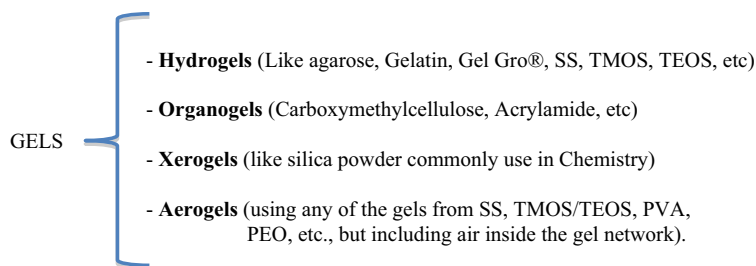 - Hydrogels (Like agarose, Gelatin, Gel Gro®, SS, TMOS, TEOS, etc)
- Organogels (Carboxymethylcellulose, Acrylamide, etc)
GELS
- Xerogels (like silica powder commonly use in Chemistry)
- Aerogels (using any of the gels from SS, TMOS/TEOS, PVA,
PEO, etc., but including air inside the gel network).